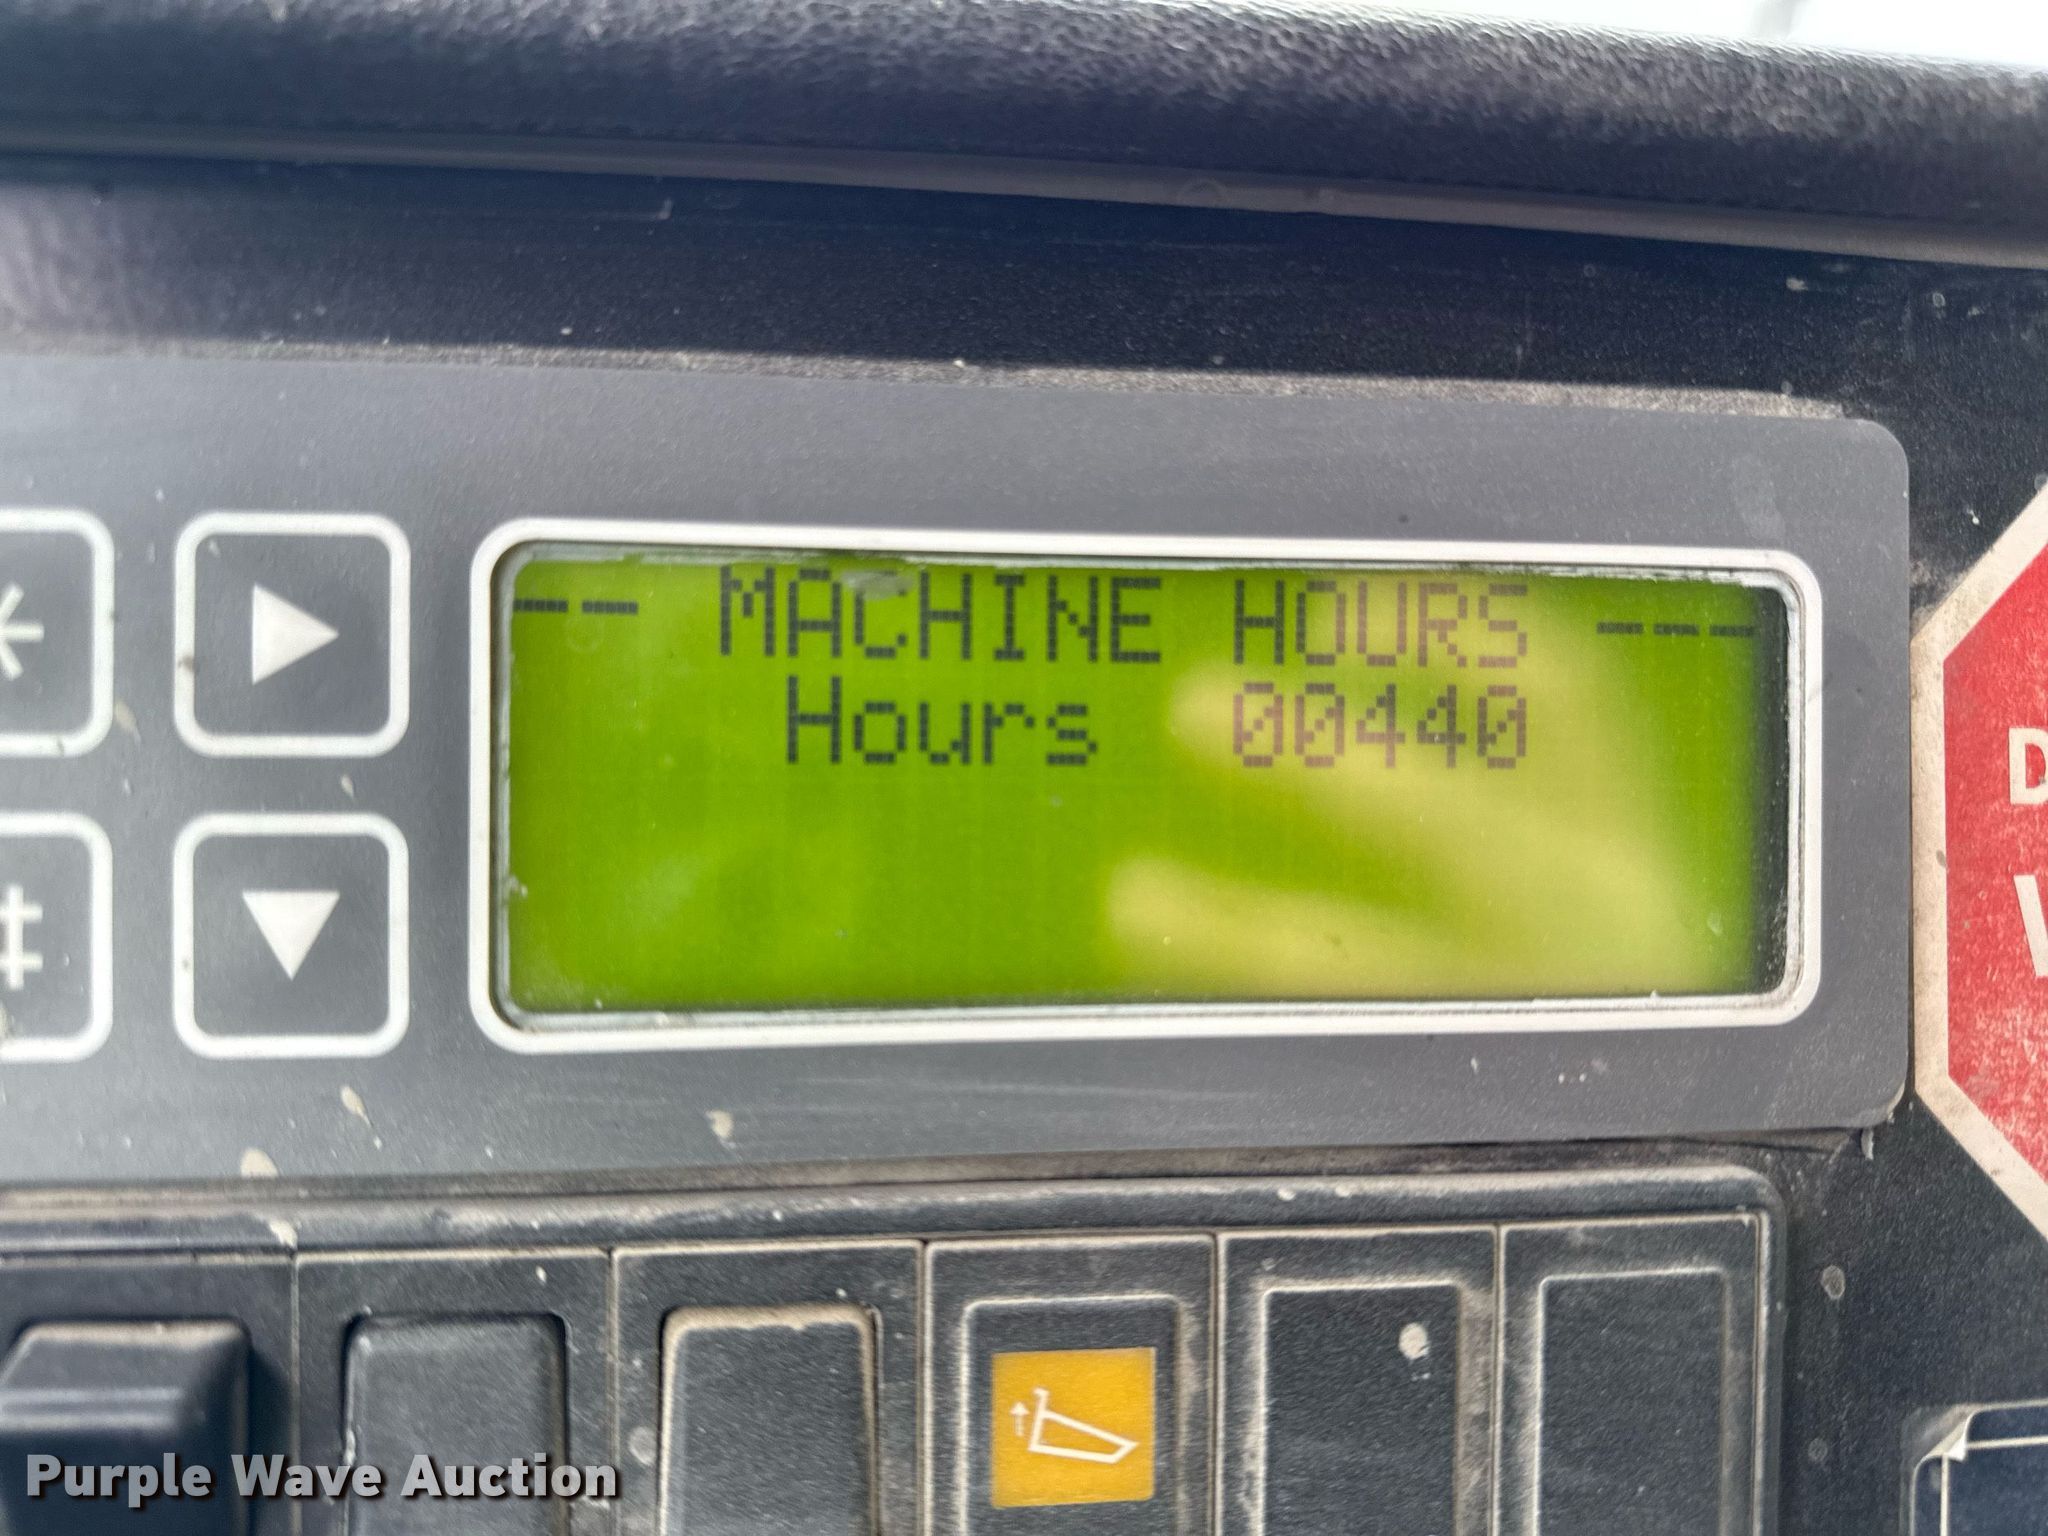 -- MACHINE HOURS ---
Hours 00440
*
#
Purple Wave Auction